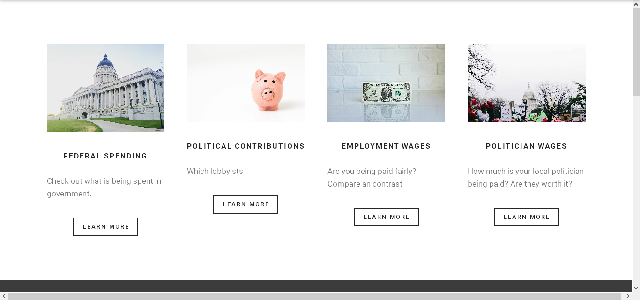 FEDERAL SPENDING
Check out what is being spent in
government.
LEARN MORE
POLITICAL CONTRIBUTIONS
Which lobbyists
LEARN MORE
EMPLOYMENT WAGES
Are you being paid fairly?
Compare an contrast
LEARN MORE
POLITICIAN WAGES
How much is your local politician
being paid? Are they worth it?
LEARN MORE